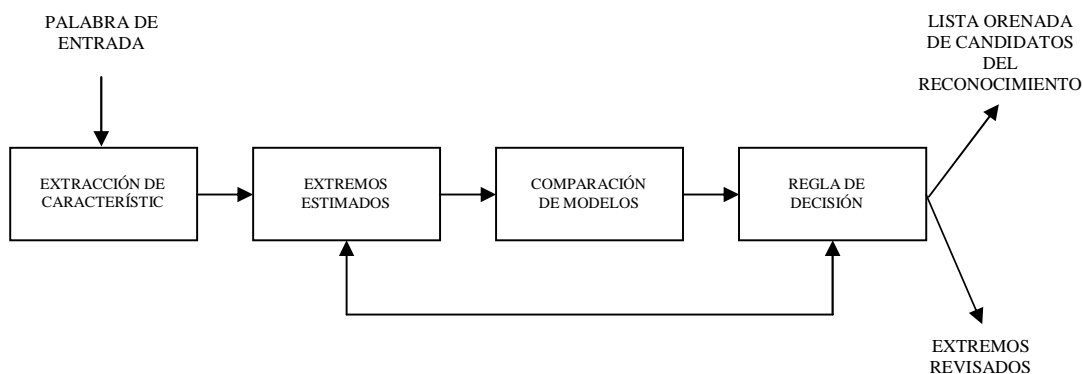 PALABRA DE
ENTRADA
LISTA ORENADA
DE CANDIDATOS
DEL
RECONOCIMIENTO
EXTRACCIÓN DE
CARACTERÍSTIC
EXTREMOS
ESTIMADOS
COMPARACIÓN
DE MODELOS
REGLA DE
DECISIÓN
EXTREMOS
REVISADOS